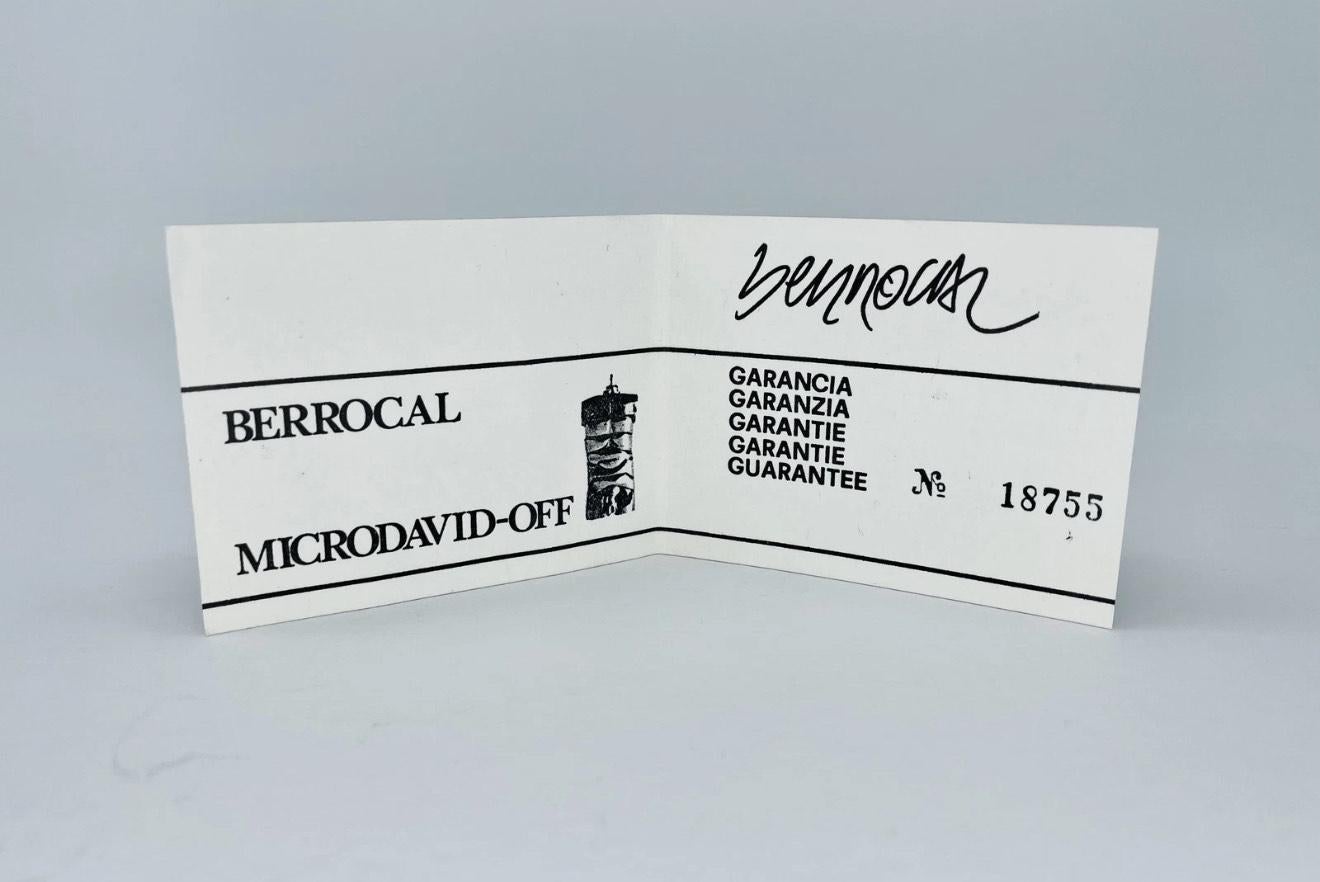 BERROCAL
MICRODAVID-OFF
Berrocal
GARANCIA
GARANZIA
GARANTIE
GARANTIE
GUARANTEE № 18755